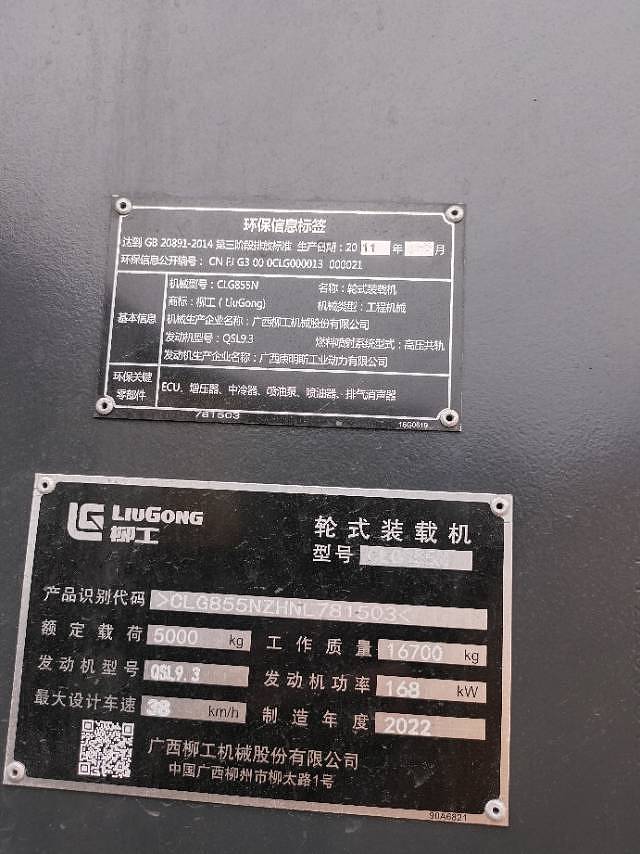 环保信息标签
达到 GB 20891-2014 第三阶段排放标准 生产日期：20 11 年 月
环保信息公开编号： CN FJ G3 00 0CLG000013 000021
基本信息
机械型号：CLG855N 名称：轮式装载机
商标：柳工（LiuGong） 机械类型：工程机械
机械生产企业名称：广西柳工机械股份有限公司
发动机型号：QSL9.3 燃料喷射系统型式：高压共轨
发动机生产企业名称：广西康明斯工业动力有限公司
环保关键零部件
ECU、增压器、中冷器、喷油泵、喷油器、排气消声器
781503
16G0819
LIUGONG
柳工
轮式装载机
型号
产品识别代码 >CLG855NZHNL781503<
额定载荷 5000 kg 工作质量 16700 kg
发动机型号 QSL9.3 发动机功率 168 kW
最大设计车速 38 km/h 制造年度 2022
广西柳工机械股份有限公司
中国广西柳州市柳太路1号
90A6821